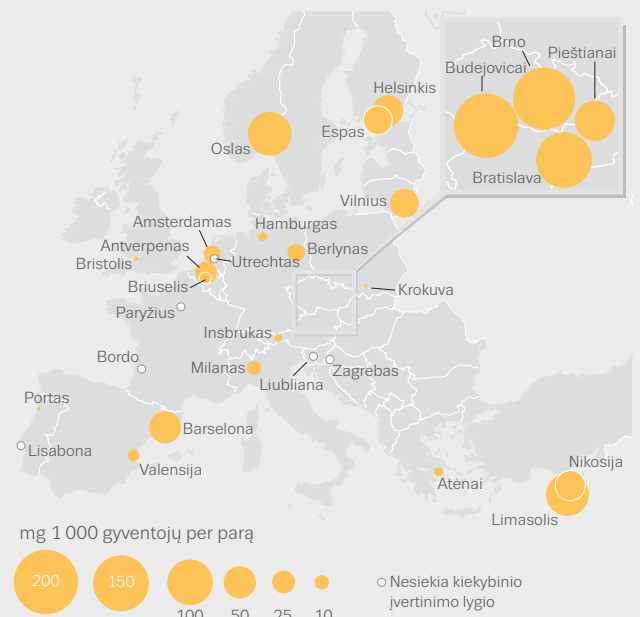 Brno
Pieštianai
Budejovicai
Bratislava
Helsinkis
Espas
Oslas
Vilnius
Amsterdamas
Hamburgas
Antverpenas
Berlynas
Utrechtas
Bristolis
Briuselis
Krokuva
Paryžius
Insbrukas
Bordo
Milanas
Zagrebas
Liubliana
Portas
Barselona
Lisabona
Valensija
Nikosija
Atėnai
Limasolis
mg 1 000 gyventojų per parą
200 150
100 50 25 10
Nesiekia kiekybinio
įvertinimo lygio